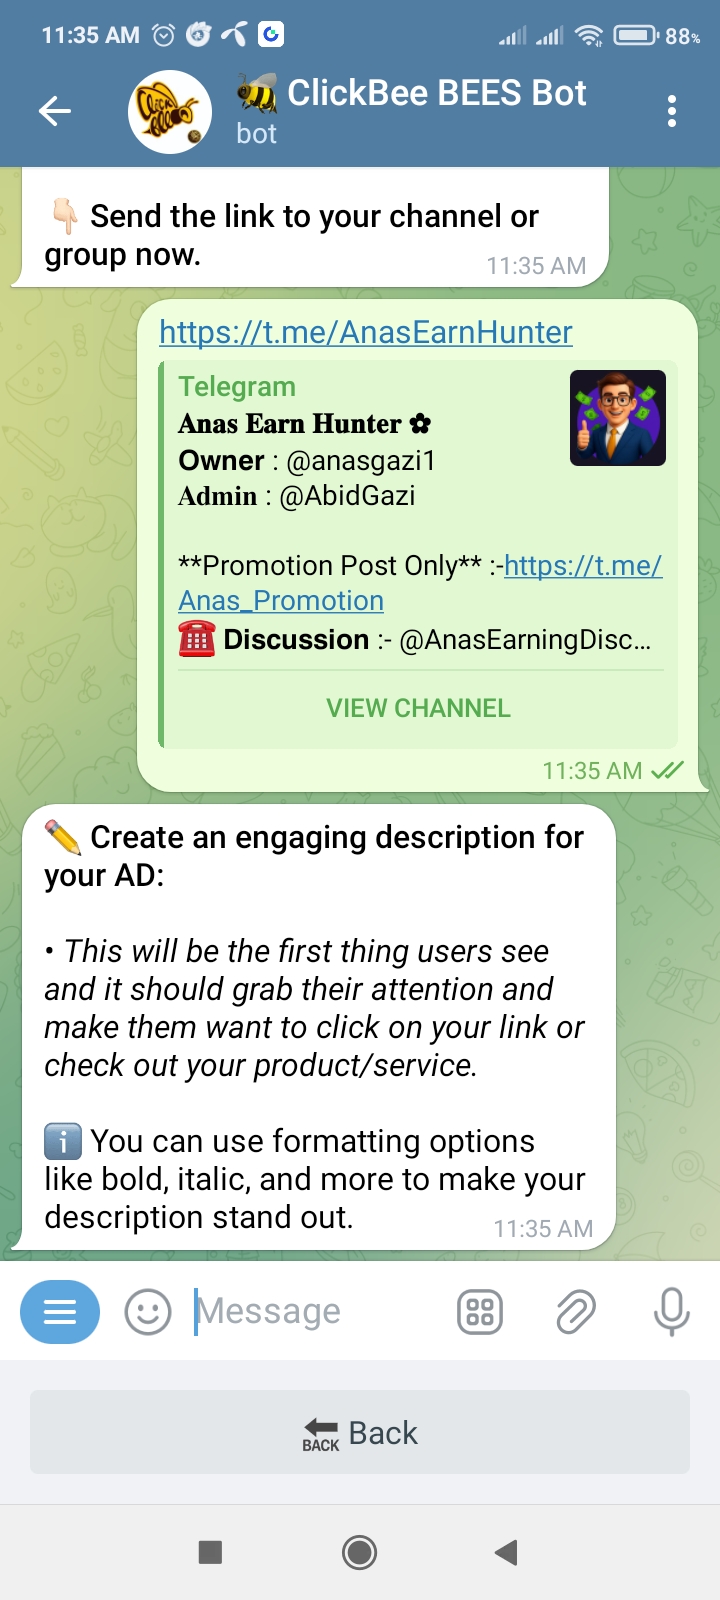 11:35 AM
88%
ClickBee BEES Bot
bot
👇🏻 Send the link to your channel or
group now.
11:35 AM
https://t.me/AnasEarnHunter
Telegram
𝐀𝐧𝐚𝐬 𝐄𝐚𝐫𝐧 𝐇𝐮𝐧𝐭𝐞𝐫 ✿
𝗢𝘄𝗻𝗲𝗿 : @anasgazi1
𝐀𝐝𝐦𝐢𝐧 : @AbidGazi
**Promotion Post Only** :-https://t.me/
Anas_Promotion
☎️ 𝗗𝗶𝘀𝗰𝘂𝘀𝘀𝗶𝗼𝗻 :- @AnasEarningDisc...
VIEW CHANNEL
11:35 AM
✏️ Create an engaging description for
your AD:
• This will be the first thing users see
and it should grab their attention and
make them want to click on your link or
check out your product/service.
ℹ️ You can use formatting options
like bold, italic, and more to make your
description stand out.
11:35 AM
Message
🔙 Back